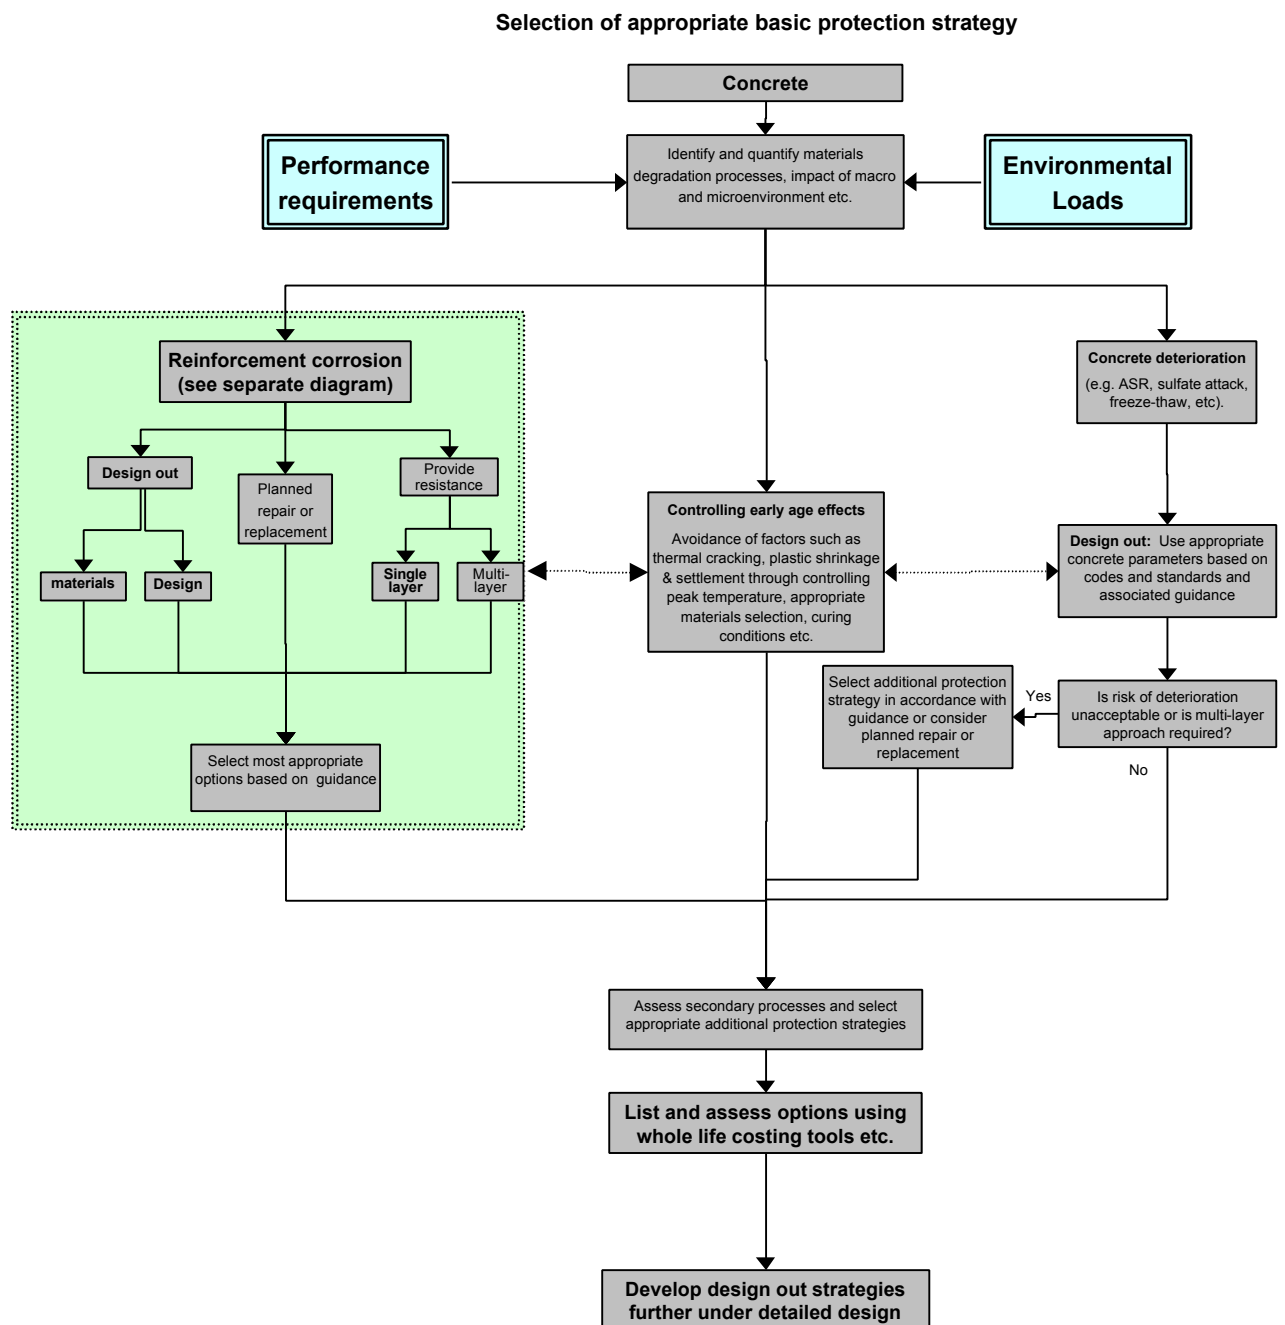 Selection of appropriate basic protection strategy
Concrete
Performance
requirements
Identify and quantify materials
degradation processes, impact of macro
and microenvironment etc.
Environmental
Loads
Reinforcement corrosion
(see separate diagram)
Concrete deterioration
(e.g. ASR, sulfate attack,
freeze-thaw, etc).
Design out
Planned
repair or
replacement
Provide
resistance
materials
Design
Single
layer
Multi-
layer
Controlling early age effects
Avoidance of factors such as
thermal cracking, plastic shrinkage
& settlement through controlling
peak temperature, appropriate
materials selection, curing
conditions etc.
Design out: Use appropriate
concrete parameters based on
codes and standards and
associated guidance
Select additional protection
strategy in accordance with
guidance or consider
planned repair or
replacement
Yes
Is risk of deterioration
unacceptable or is multi-layer
approach required?
No
Select most appropriate
options based on guidance
Assess secondary processes and select
appropriate additional protection strategies
List and assess options using
whole life costing tools etc.
Develop design out strategies
further under detailed design